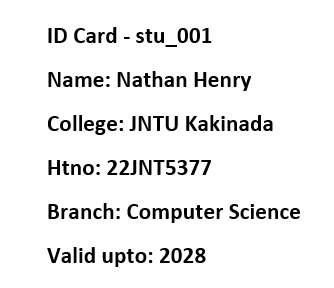 ID Card - stu_001
Name: Nathan Henry
College: JNTU Kakinada
Htno: 22JNT5377
Branch: Computer Science
Valid upto: 2028